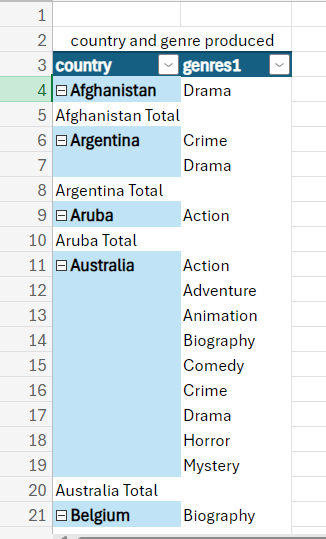 1
2 country and genre produced
3 country genres1
4 Afghanistan Drama
5 Afghanistan Total
6 Argentina Crime
7 Drama
8 Argentina Total
9 Aruba Action
10 Aruba Total
11 Australia Action
12 Adventure
13 Animation
14 Biography
15 Comedy
16 Crime
17 Drama
18 Horror
19 Mystery
20 Australia Total
21 Belgium Biography